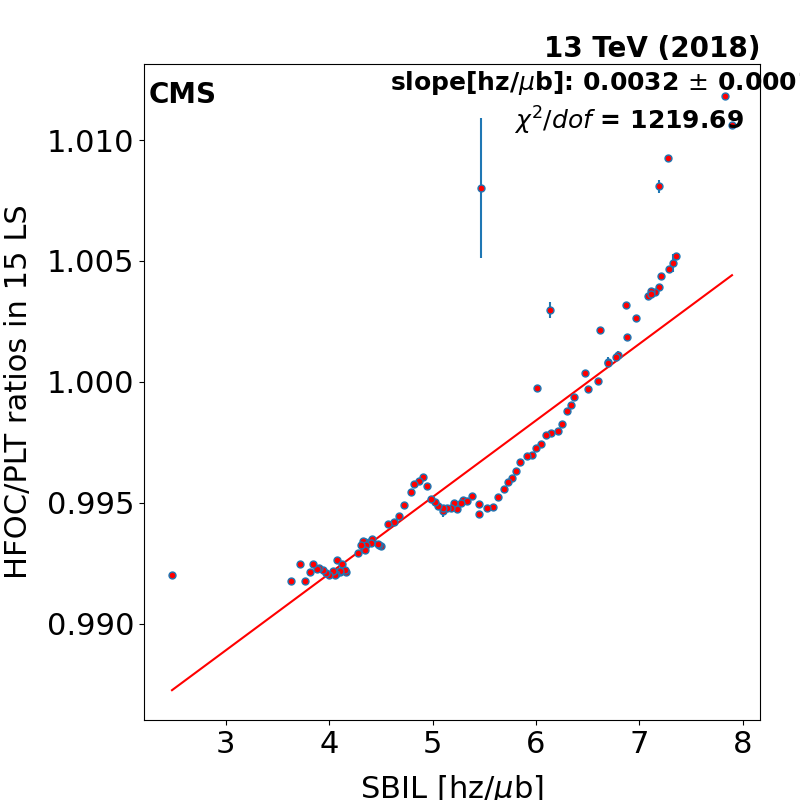 13 TeV (2018)
CMS
slope[hz/μb]: 0.0032 ± 0.000
χ²/dof = 1219.69
HFOC/PLT ratios in 15 LS
1.010
1.005
1.000
0.995
0.990
3 4 5 6 7 8
SBIL [hz/μb]